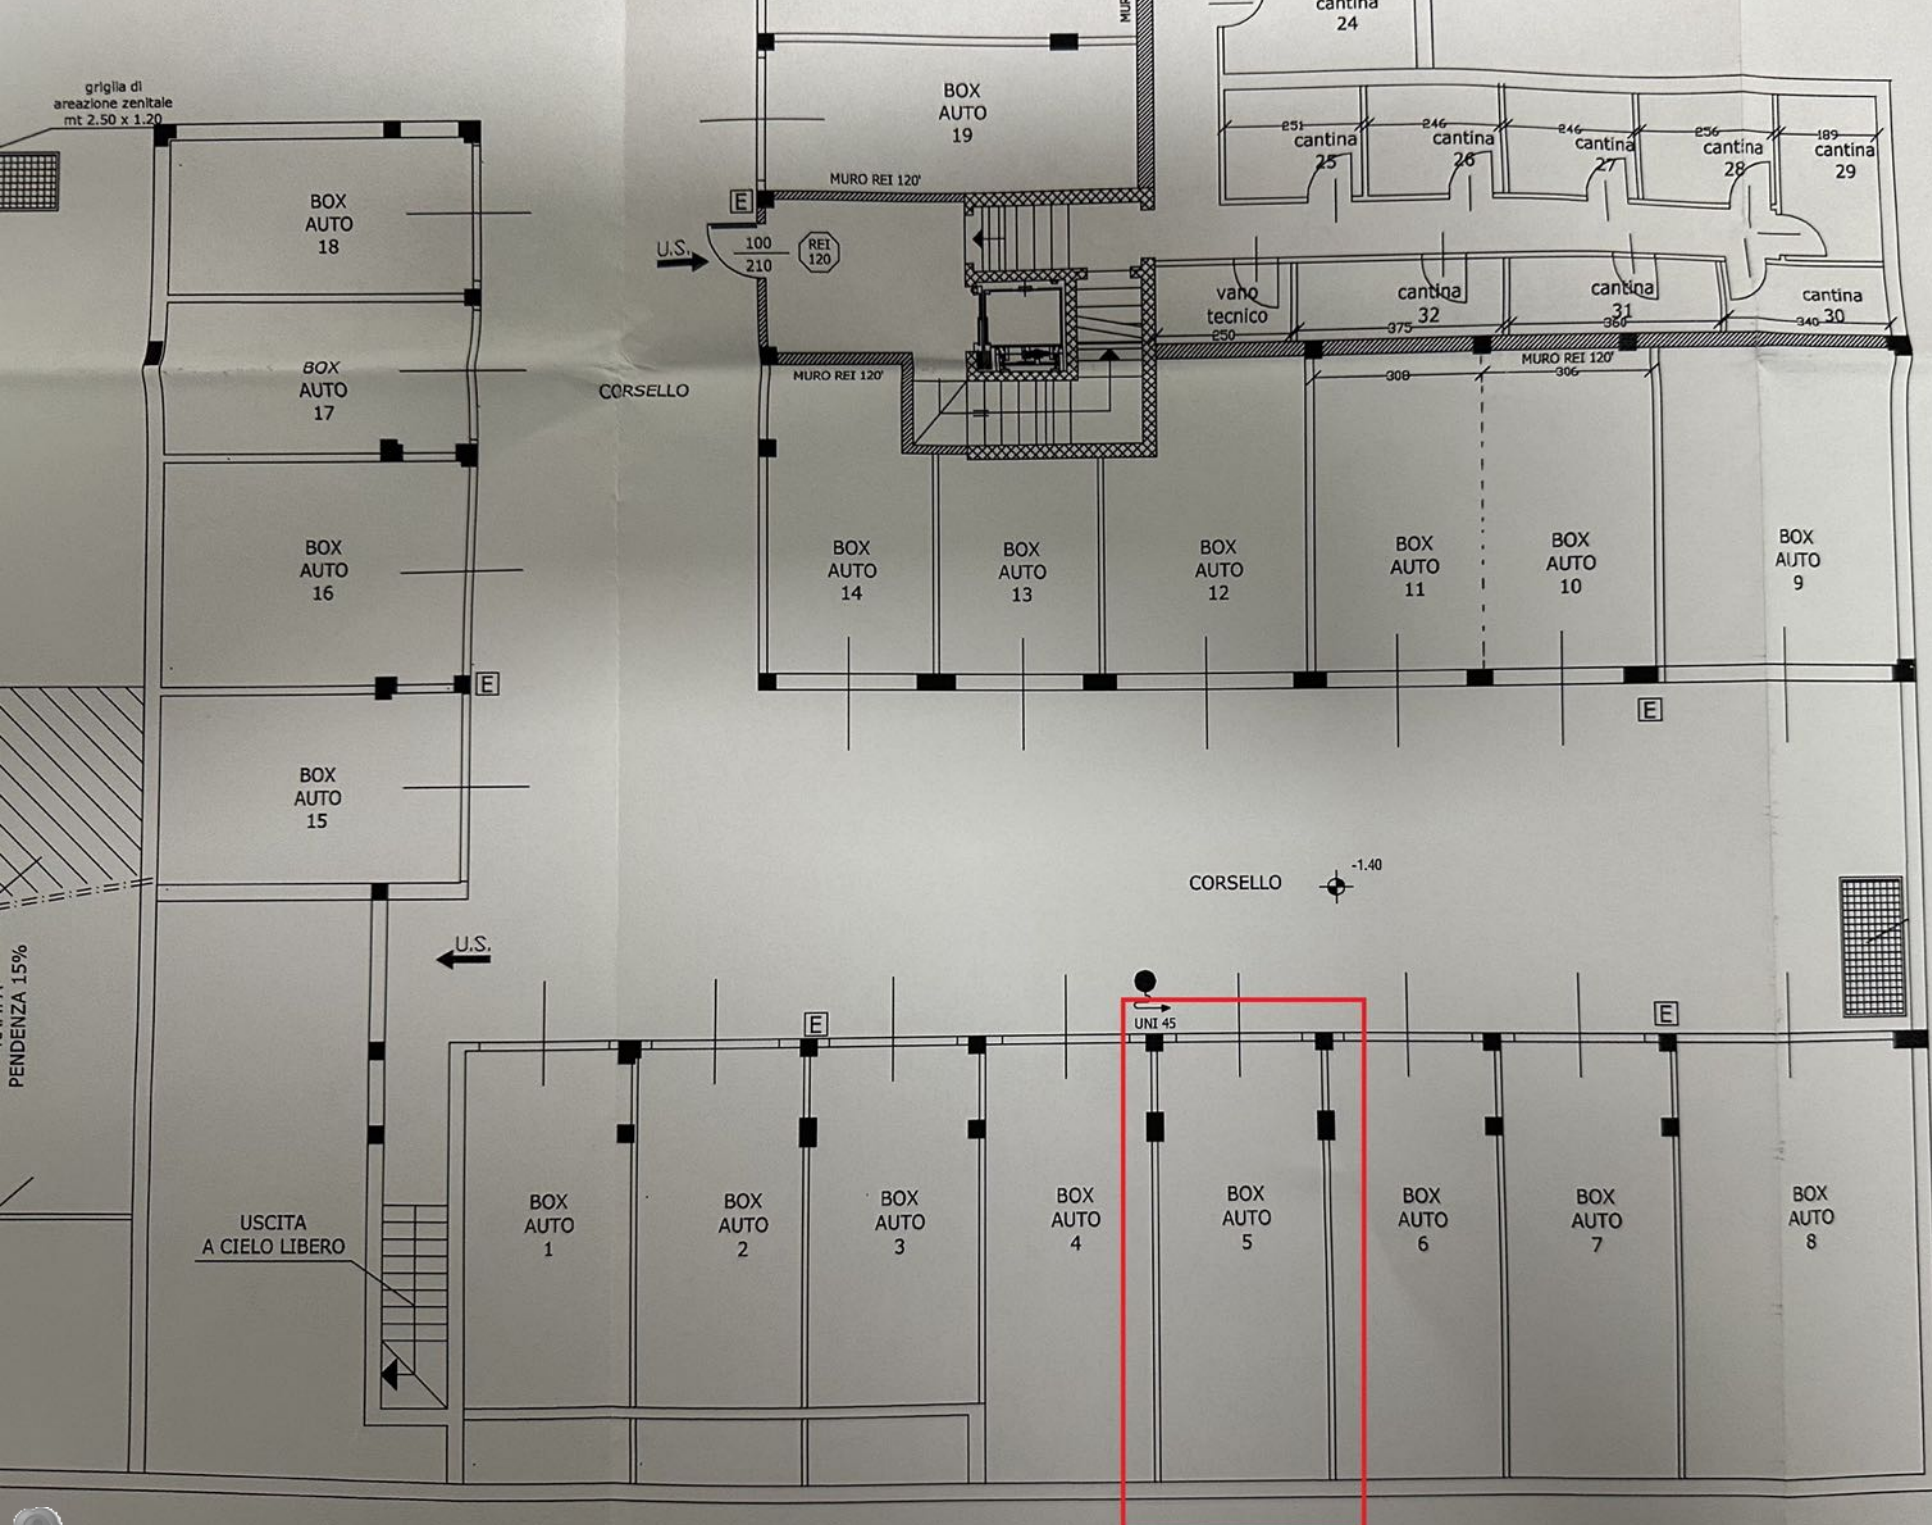 cantina
24
griglia di
areazione zenitale
mt 2.50 x 1.20
BOX
AUTO
19
MURO REI 120'
251
246
246
256
189
cantina
25
cantina
26
cantina
27
cantina
28
cantina
29
BOX
AUTO
18
E
U.S.
100
210
REI
120
vano
tecnico
250
cantina
32
375
cantina
31
360
cantina
30
340
BOX
AUTO
17
CORSELLO
MURO REI 120'
MURO REI 120'
308
306
BOX
AUTO
16
BOX
AUTO
14
BOX
AUTO
13
BOX
AUTO
12
BOX
AUTO
11
BOX
AUTO
10
BOX
AUTO
9
E
E
BOX
AUTO
15
CORSELLO
-1.40
U.S.
PENDENZA 15%
E
UNI 45
E
USCITA
A CIELO LIBERO
BOX
AUTO
1
BOX
AUTO
2
BOX
AUTO
3
BOX
AUTO
4
BOX
AUTO
5
BOX
AUTO
6
BOX
AUTO
7
BOX
AUTO
8